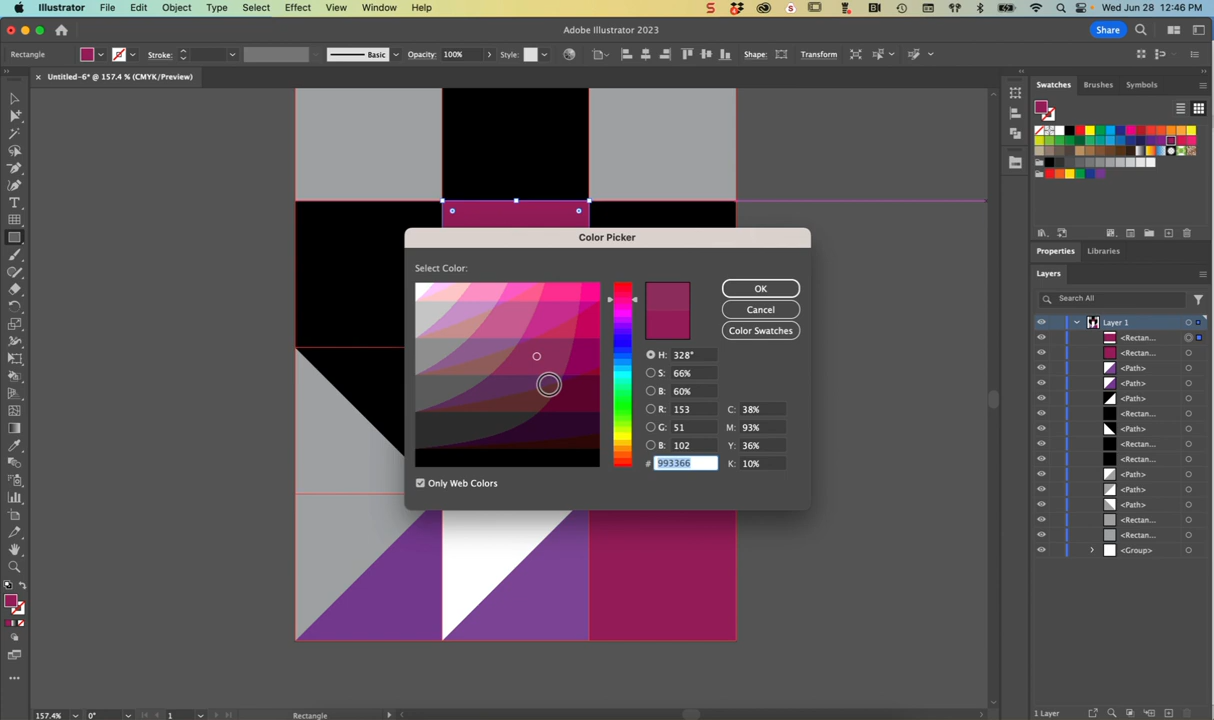 Illustrator File Edit Object Type Select Effect View Window Help Wed Jun 28 12:46 PM
Adobe Illustrator 2023
Share
Rectangle Stroke: Basic Opacity: 100% Style: Shape: Transform
× Untitled-6* @ 157.4 % (CMYK/Preview)
Swatches Brushes Symbols
Color Picker
Select Color:
OK
Cancel
Color Swatches
H: 328°
S: 66%
B: 60%
R: 153 C: 38%
G: 51 M: 93%
B: 102 Y: 36%
# 993366 K: 10%
Only Web Colors
Properties Libraries
Layers
Search All
Layer 1
<Rectan...
<Rectan...
<Path>
<Path>
<Path>
<Rectan...
<Path>
<Rectan...
<Rectan...
<Path>
<Path>
<Path>
<Rectan...
<Rectan...
<Group>
157.4% 0° 1 Rectangle
1 Layer